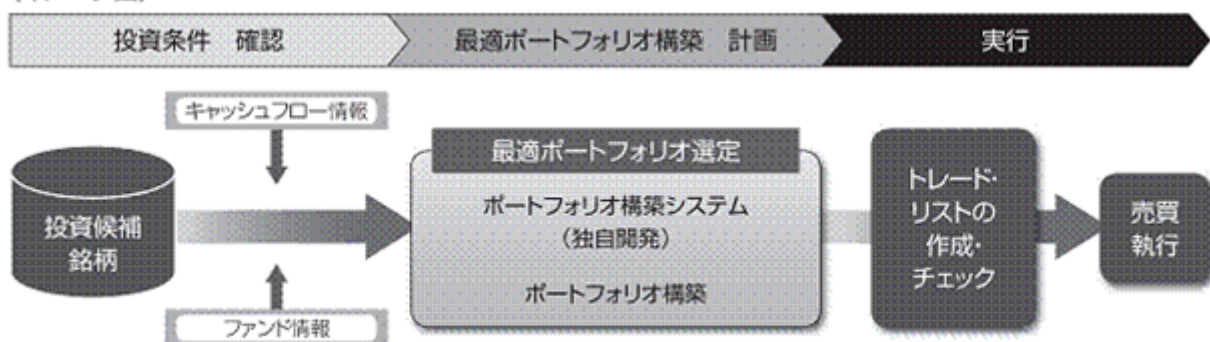 投資条件 確認
最適ポートフォリオ構築 計画
実行
キャッシュフロー情報
投資候補
銘柄
ファンド情報
最適ポートフォリオ選定
ポートフォリオ構築システム
(独自開発)
ポートフォリオ構築
トレード・
リストの
作成・
チェック
売買
執行